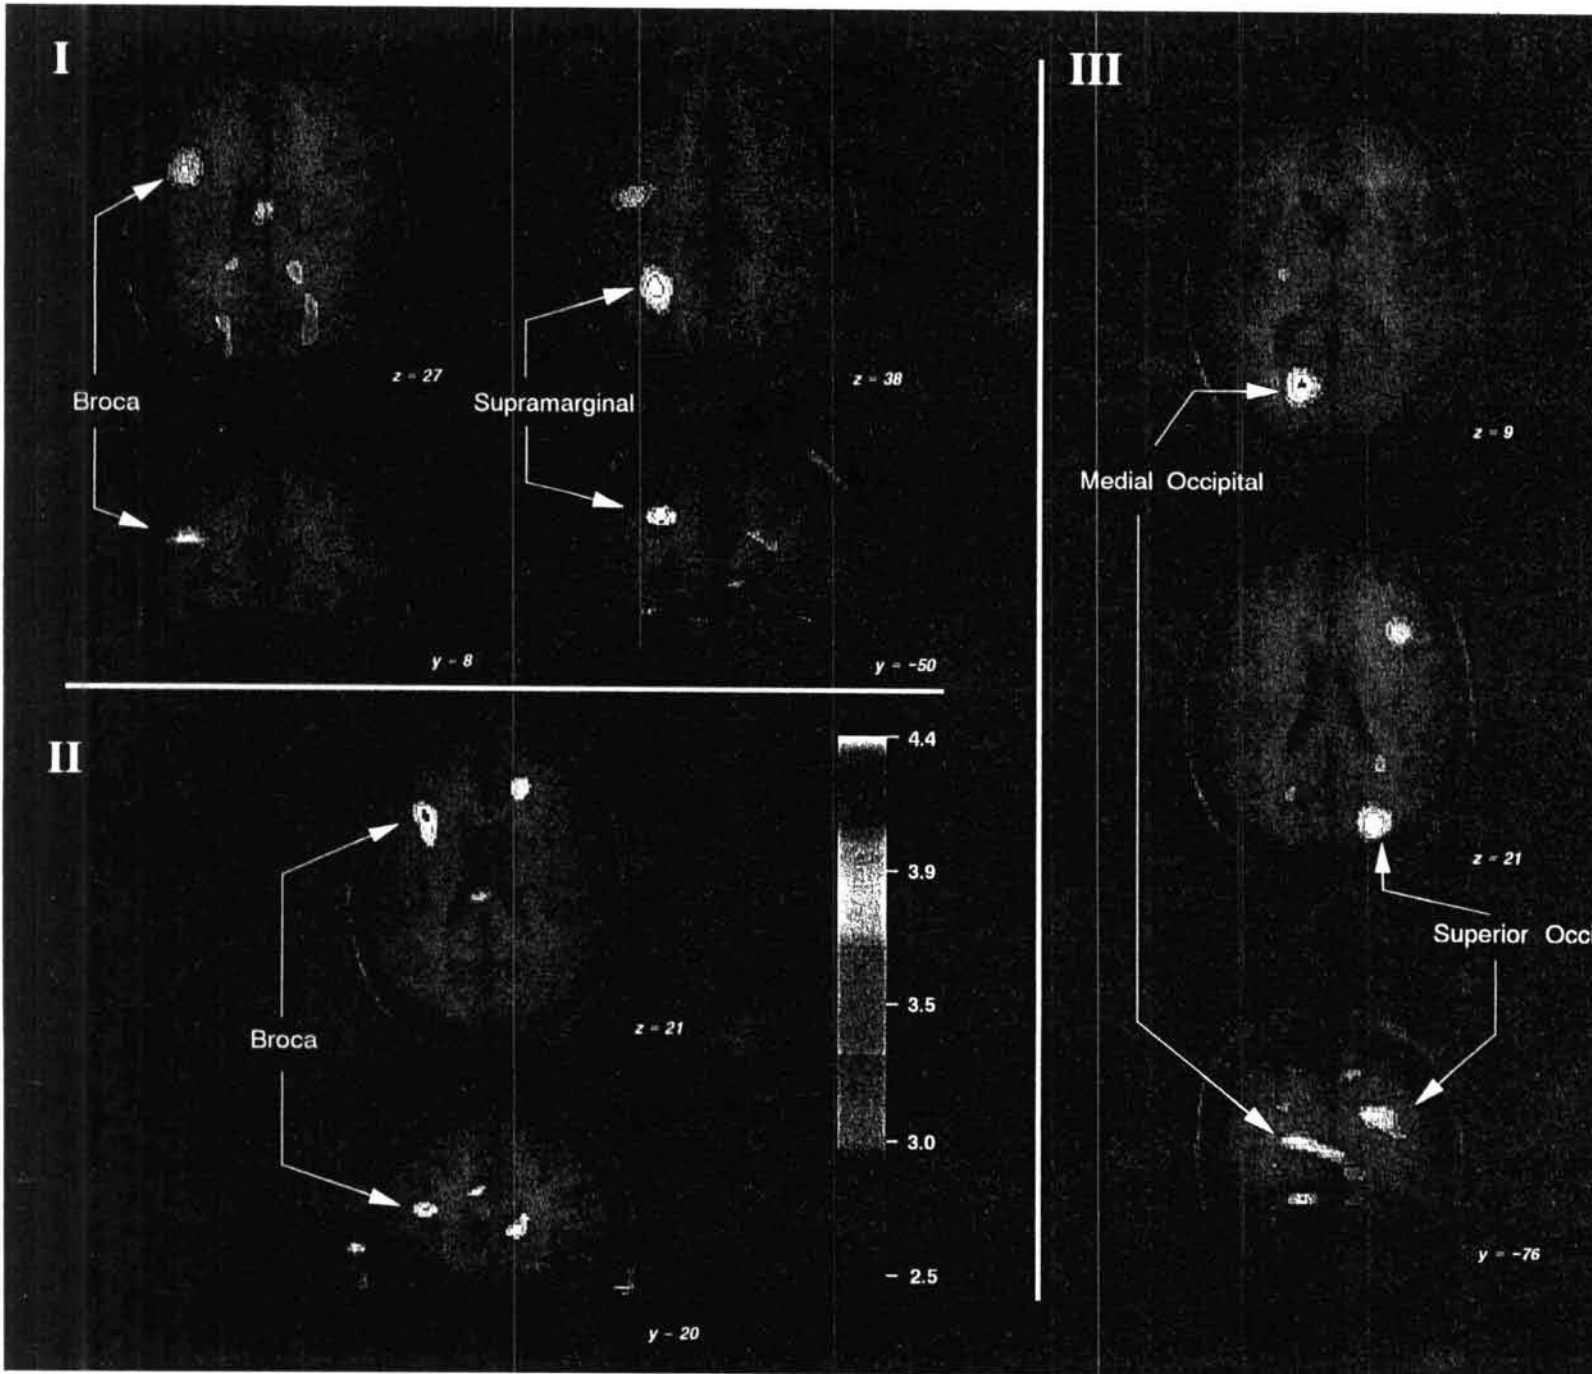 I
Broca
z = 27
y = 8
Supramarginal
z = 38
y = -50
II
Broca
z = 21
y - 20
4.4
3.9
3.5
3.0
2.5
III
z = 9
Medial Occipital
z = 21
Superior Occi
y = -76